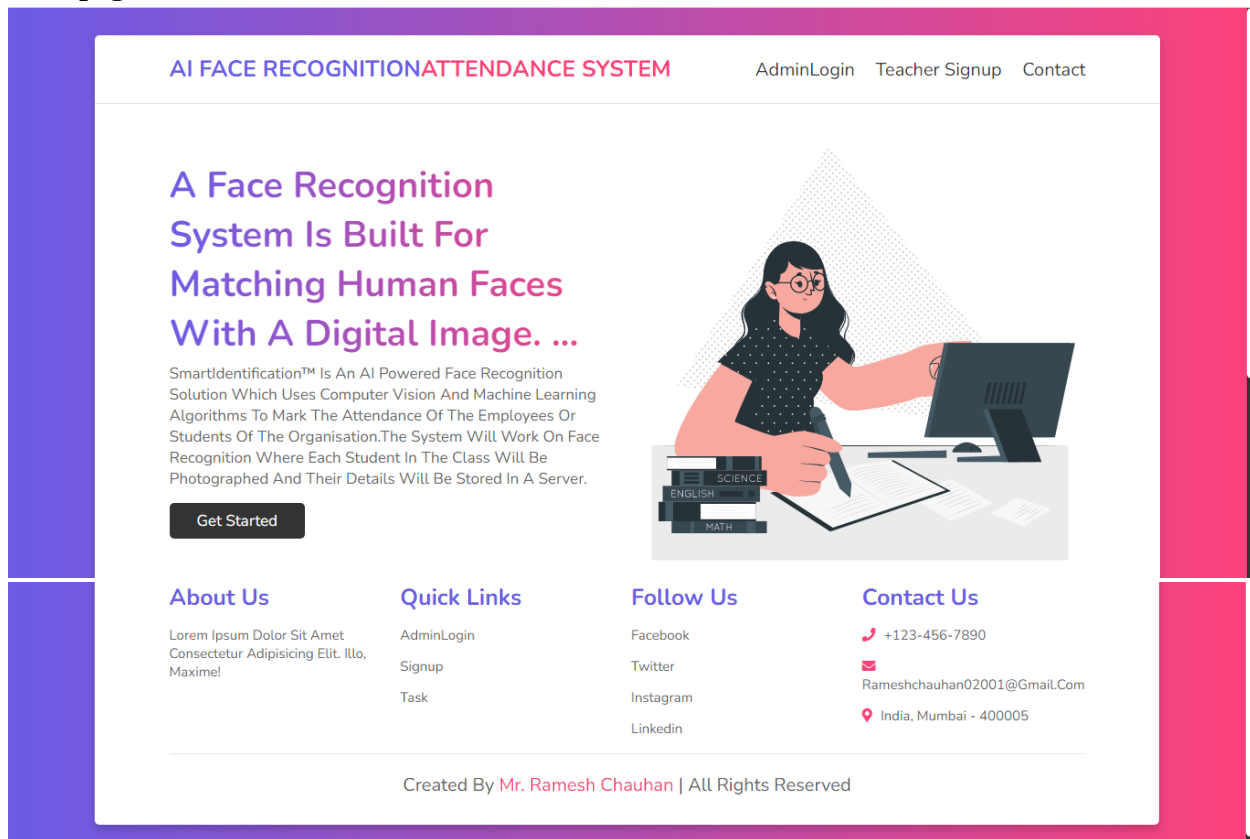 AI FACE RECOGNITIONATTENDANCE SYSTEM
AdminLogin Teacher Signup Contact
A Face Recognition
System Is Built For
Matching Human Faces
With A Digital Image. ...
SmartIdentification™ Is An AI Powered Face Recognition
Solution Which Uses Computer Vision And Machine Learning
Algorithms To Mark The Attendance Of The Employees Or
Students Of The Organisation.The System Will Work On Face
Recognition Where Each Student In The Class Will Be
Photographed And Their Details Will Be Stored In A Server.
Get Started
SCIENCE
ENGLISH
MATH
About Us
Lorem Ipsum Dolor Sit Amet
Consectetur Adipisicing Elit. Illo,
Maxime!
Quick Links
AdminLogin
Signup
Task
Follow Us
Facebook
Twitter
Instagram
Linkedin
Contact Us
+123-456-7890
Rameshchauhan02001@Gmail.Com
India, Mumbai - 400005
Created By Mr. Ramesh Chauhan | All Rights Reserved